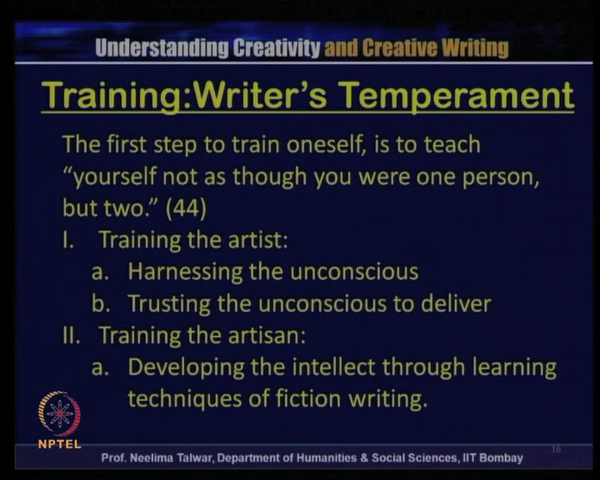 Understanding Creativity and Creative Writing
Training:Writer's Temperament
The first step to train oneself, is to teach
"yourself not as though you were one person,
but two." (44)
I. Training the artist:
a. Harnessing the unconscious
b. Trusting the unconscious to deliver
II. Training the artisan:
a. Developing the intellect through learning
techniques of fiction writing.
NPTEL
16
Prof. Neelima Talwar, Department of Humanities & Social Sciences, IIT Bombay